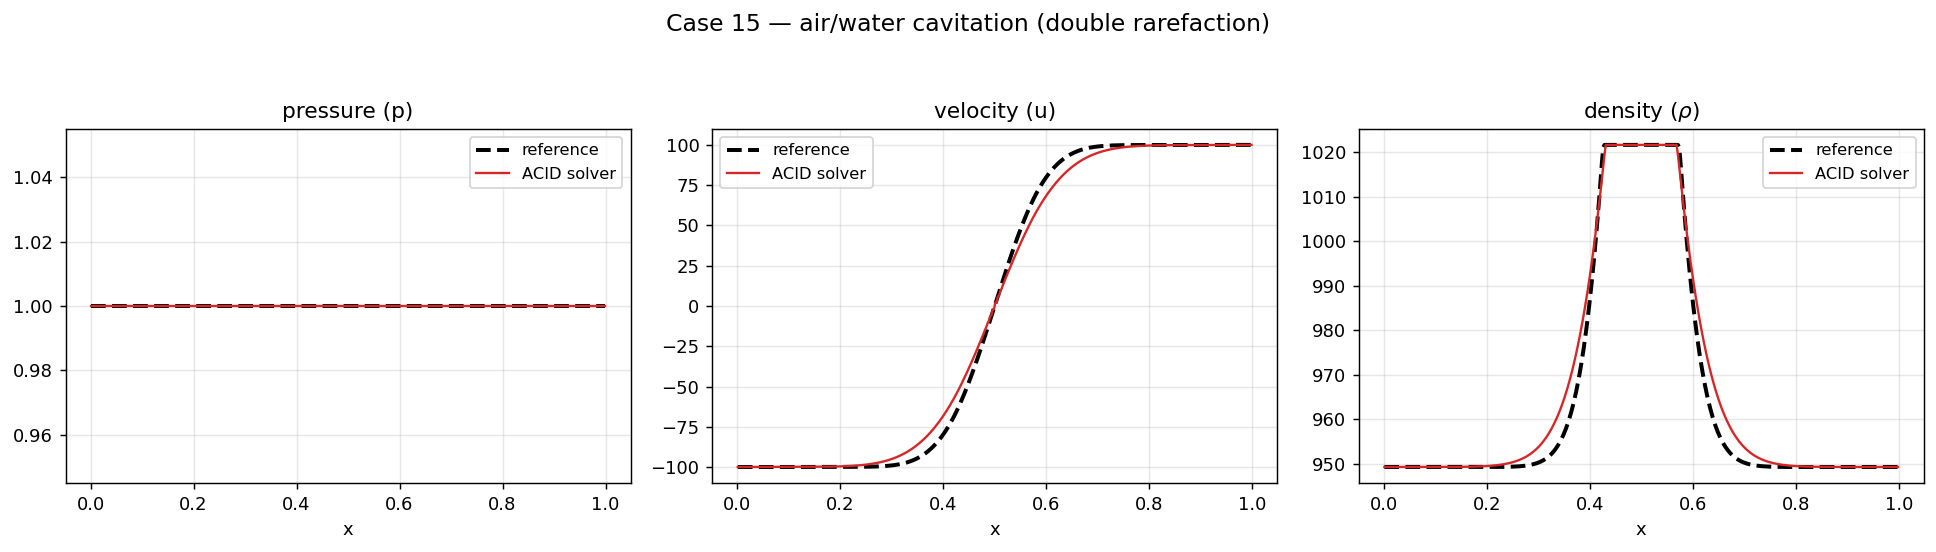 Case 15 — air/water cavitation (double rarefaction)
pressure (p)
reference
ACID solver
1.04
1.02
1.00
0.98
0.96
0.0 0.2 0.4 0.6 0.8 1.0
x
velocity (u)
reference
ACID solver
100
75
50
25
0
−25
−50
−75
−100
0.0 0.2 0.4 0.6 0.8 1.0
x
density (ρ)
reference
ACID solver
1020
1010
1000
990
980
970
960
950
0.0 0.2 0.4 0.6 0.8 1.0
x